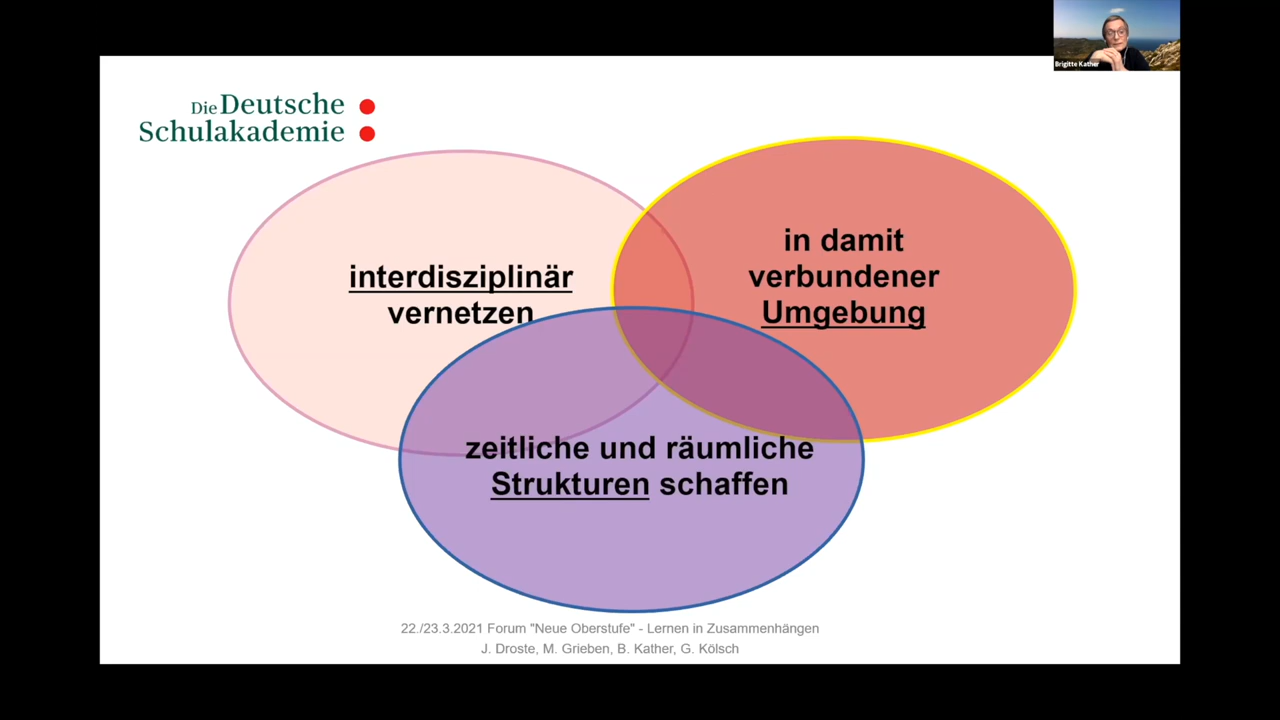 Brigitte Kather
Die Deutsche
Schulakademie
interdisziplinär
vernetzen
in damit
verbundener
Umgebung
zeitliche und räumliche
Strukturen schaffen
22./23.3.2021 Forum "Neue Oberstufe" - Lernen in Zusammenhängen
J. Droste, M. Grieben, B. Kather, G. Kölsch